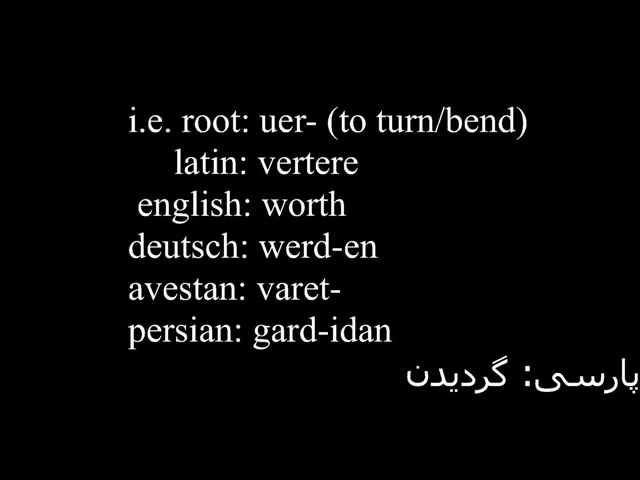 i.e. root: uer- (to turn/bend)
latin: vertere
english: worth
deutsch: werd-en
avestan: varet-
persian: gard-idan
پارسی: گردیدن